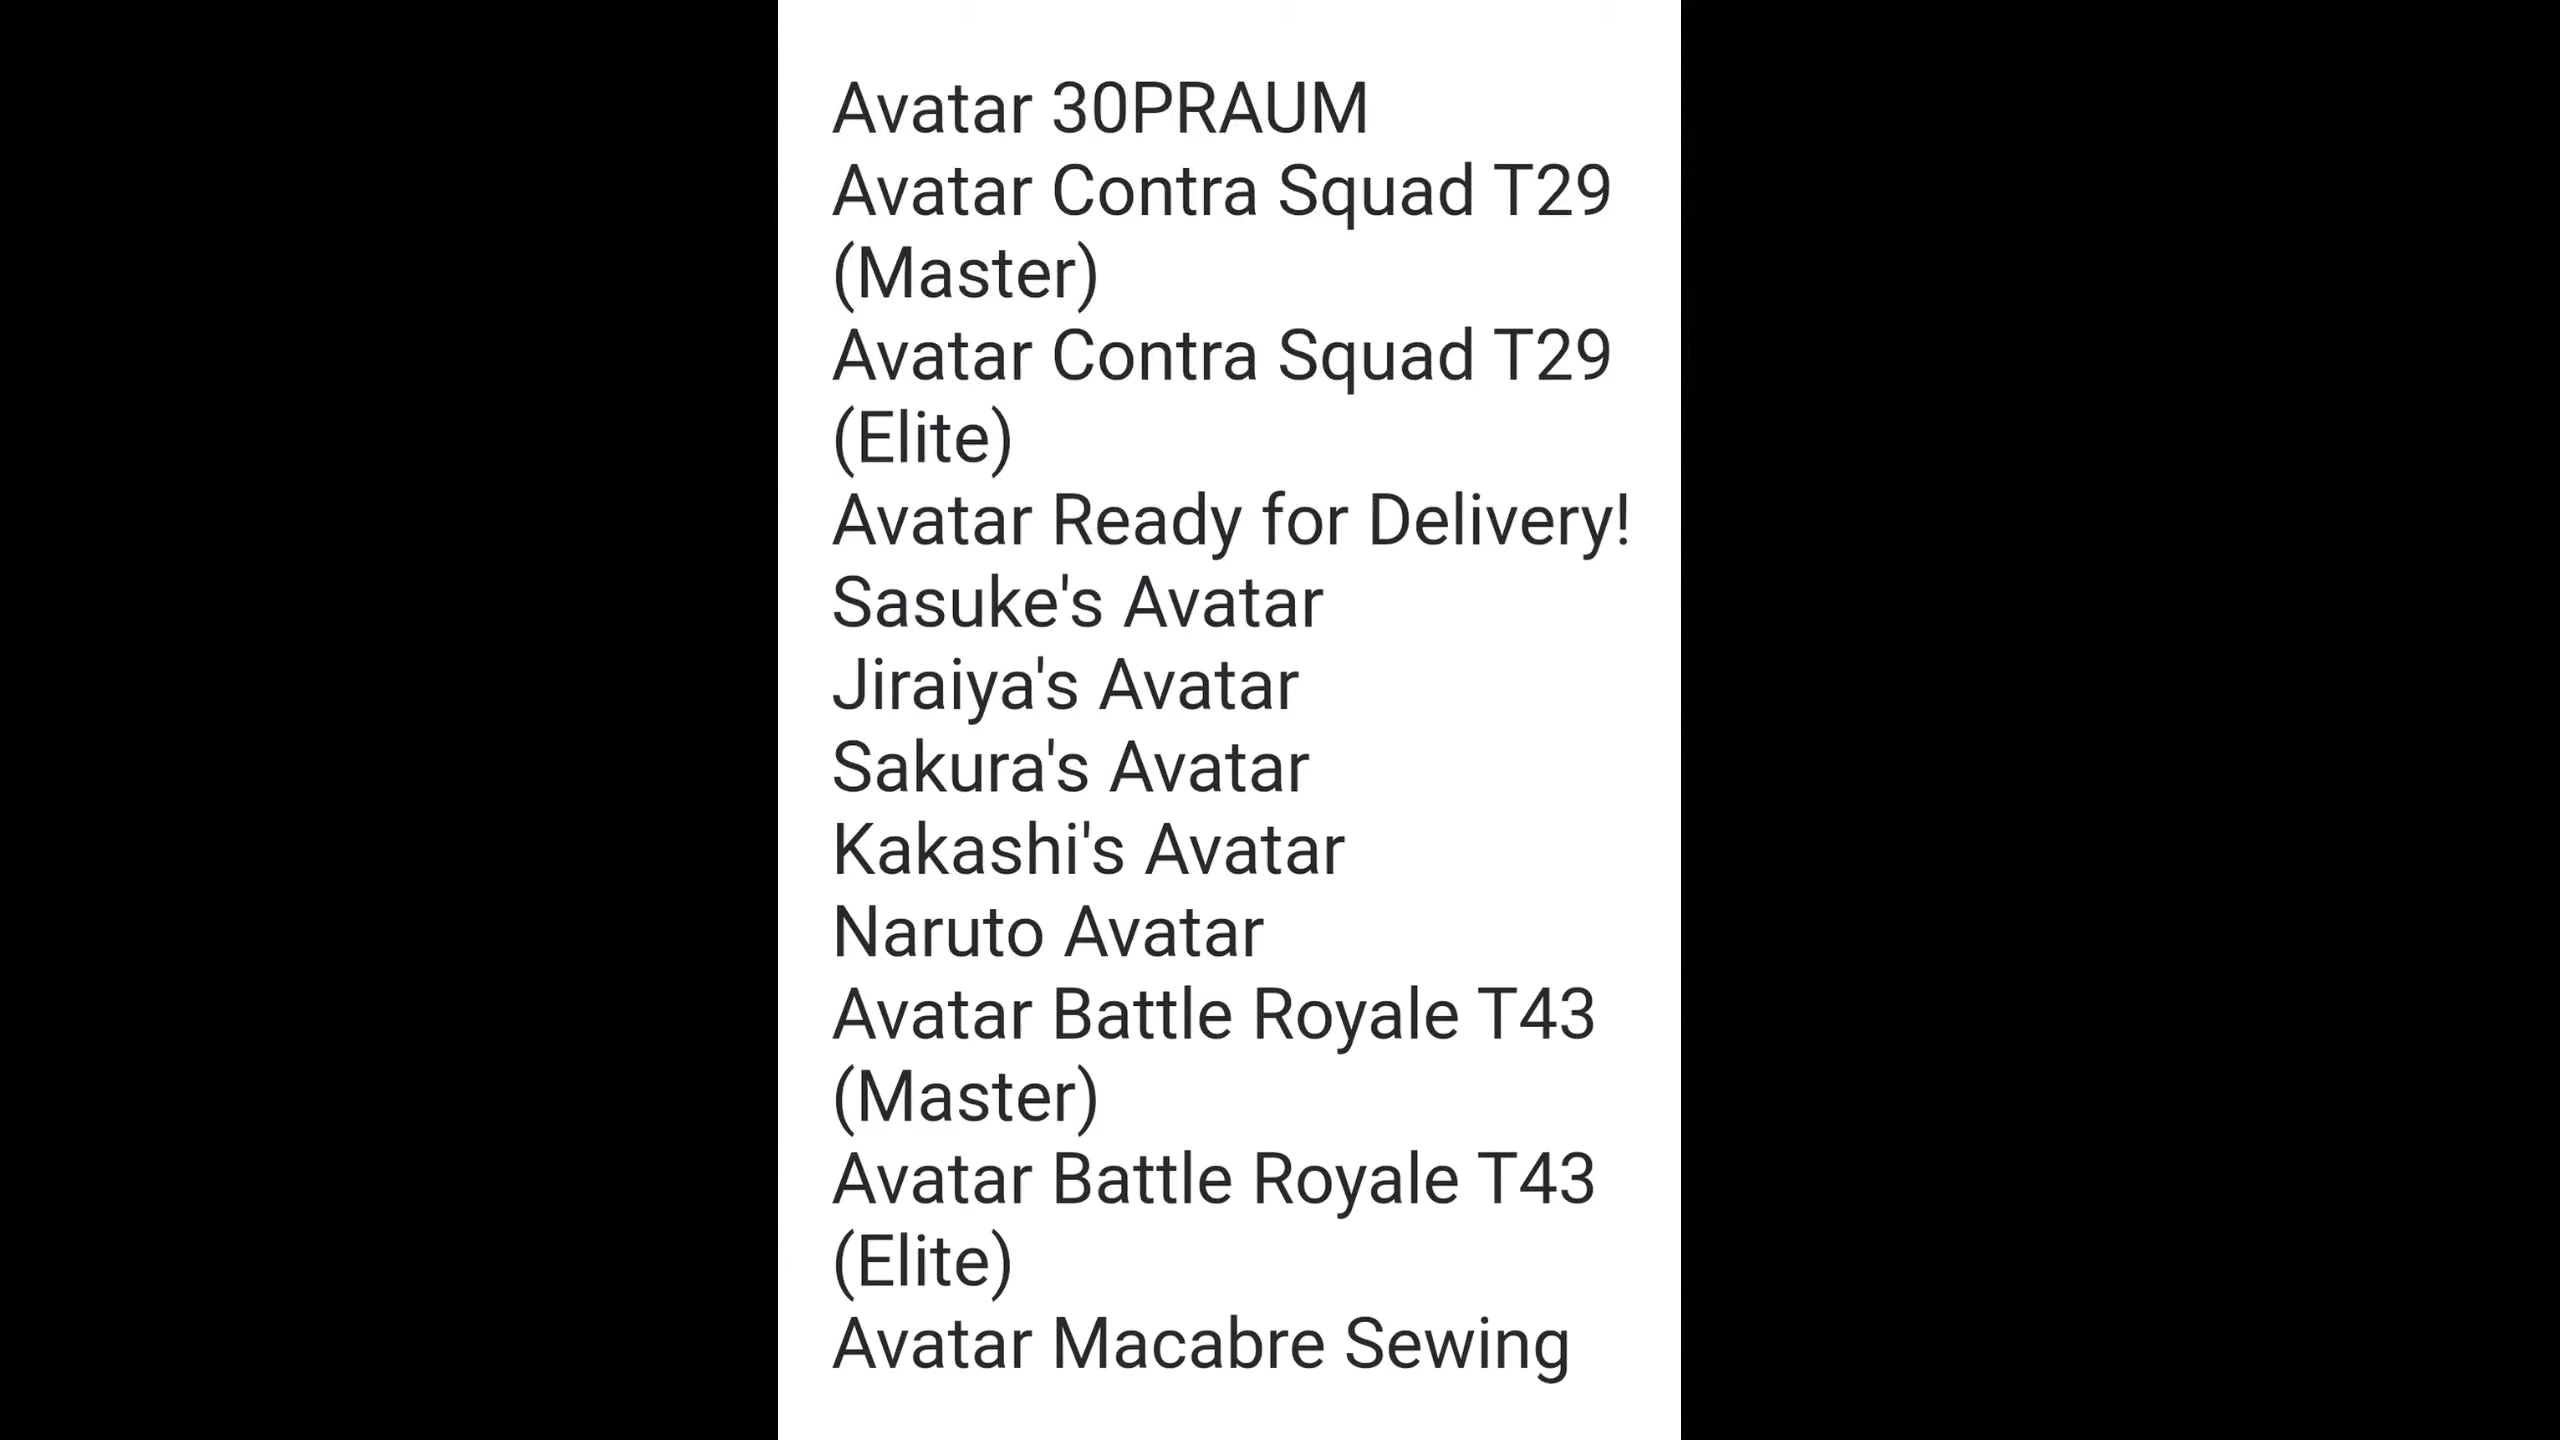 Avatar 30PRAUM
Avatar Contra Squad T29
(Master)
Avatar Contra Squad T29
(Elite)
Avatar Ready for Delivery!
Sasuke's Avatar
Jiraiya's Avatar
Sakura's Avatar
Kakashi's Avatar
Naruto Avatar
Avatar Battle Royale T43
(Master)
Avatar Battle Royale T43
(Elite)
Avatar Macabre Sewing